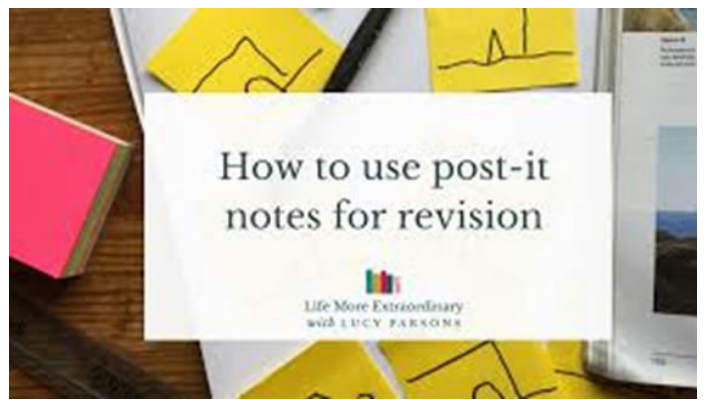 How to use post-it
notes for revision
Life More Extraordinary
with LUCY PARSONS